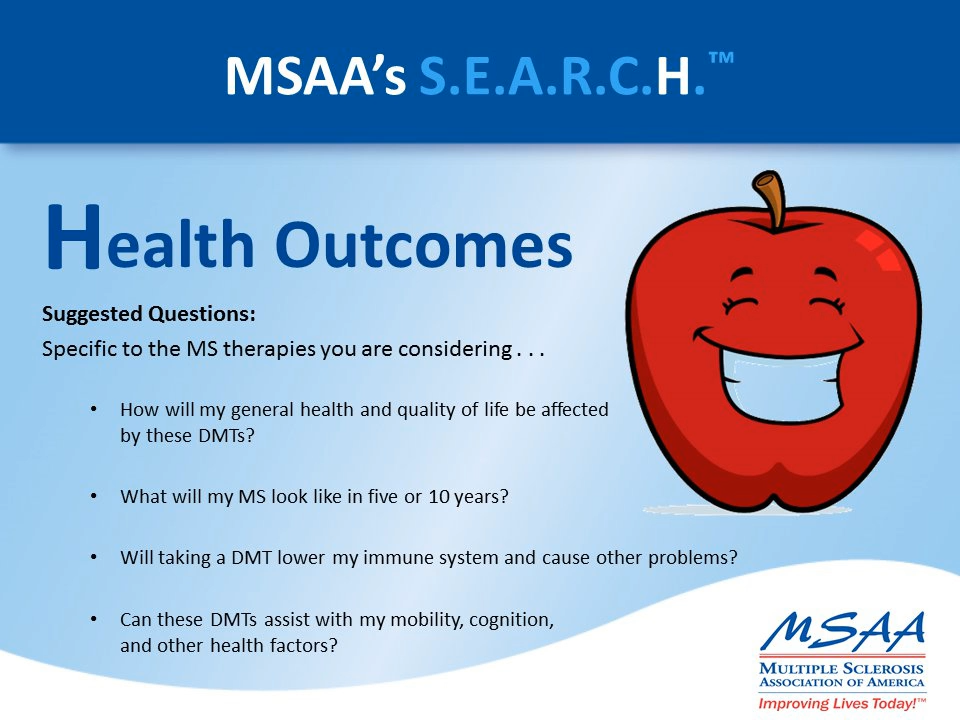 MSAA’s S.E.A.R.C.H.™
Health Outcomes
Suggested Questions:
Specific to the MS therapies you are considering . . .
• How will my general health and quality of life be affected
by these DMTs?
• What will my MS look like in five or 10 years?
• Will taking a DMT lower my immune system and cause other problems?
• Can these DMTs assist with my mobility, cognition,
and other health factors?
MSAA
MULTIPLE SCLEROSIS
ASSOCIATION OF AMERICA
Improving Lives Today!™